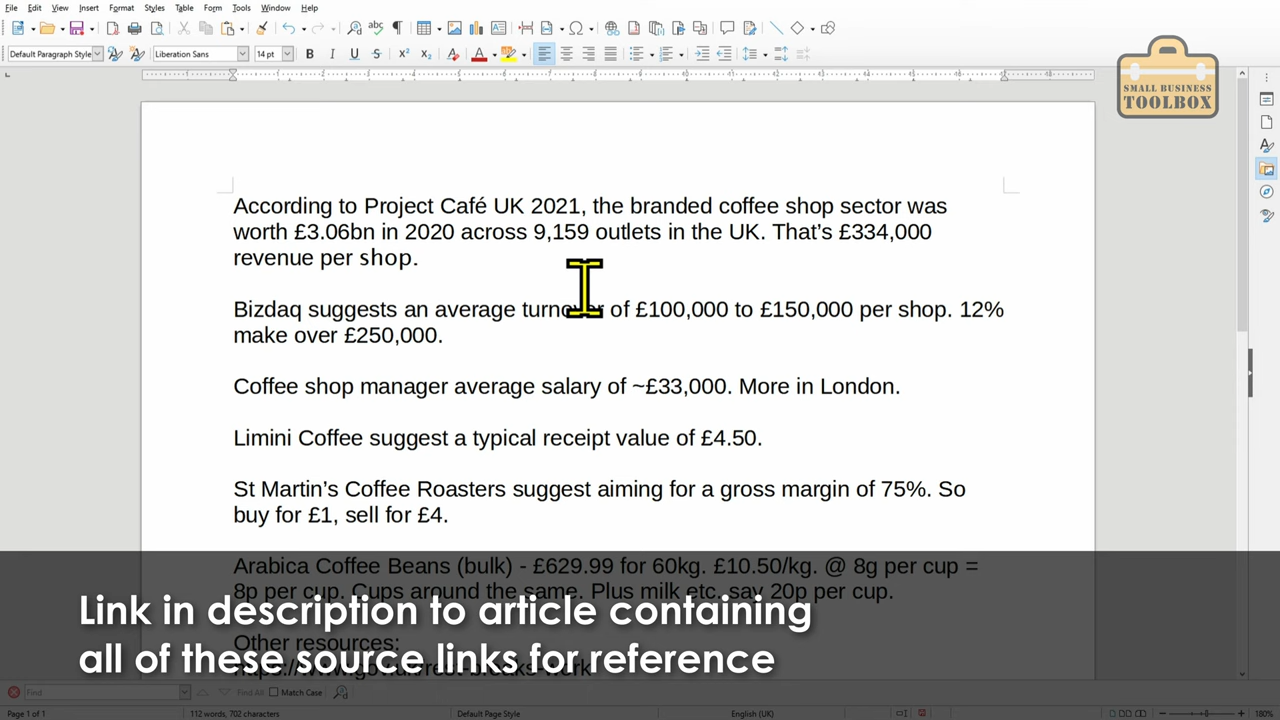 File Edit View Insert Format Styles Table Form Tools Window Help
Default Paragraph Style Liberation Sans 14 pt
SMALL BUSINESS
TOOLBOX
According to Project Café UK 2021, the branded coffee shop sector was
worth £3.06bn in 2020 across 9,159 outlets in the UK. That’s £334,000
revenue per shop.
Bizdaq suggests an average turnover of £100,000 to £150,000 per shop. 12%
make over £250,000.
Coffee shop manager average salary of ~£33,000. More in London.
Limini Coffee suggest a typical receipt value of £4.50.
St Martin’s Coffee Roasters suggest aiming for a gross margin of 75%. So
buy for £1, sell for £4.
Arabica Coffee Beans (bulk) - £629.99 for 60kg. £10.50/kg. @ 8g per cup =
8p per cup. Cups around the same. Plus milk etc, say 20p per cup.
Link in description to article containing
Other resources:
all of these source links for reference
Find Find All Match Case
Page 1 of 1 112 words, 702 characters Default Page Style English (UK) 180%